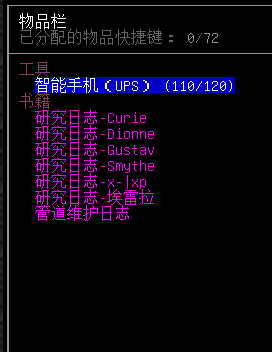 物品栏
已分配的物品快捷键： 0/72
工具
智能手机（UPS） (110/120)
书籍
研究日志-Curie
研究日志-Dionne
研究日志-Gustav
研究日志-Smythe
研究日志-x-|xp
研究日志-埃雷拉
管道维护日志